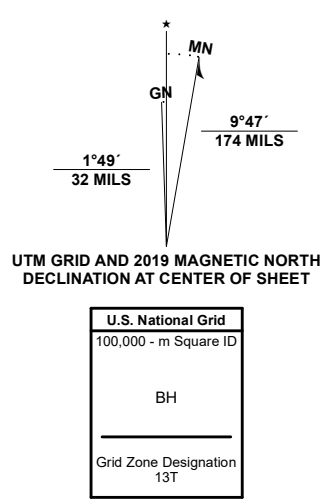 ★
MN
GN
9°47´
174 MILS
1°49´
32 MILS
UTM GRID AND 2019 MAGNETIC NORTH
DECLINATION AT CENTER OF SHEET
U.S. National Grid
100,000 - m Square ID
BH
Grid Zone Designation
13T